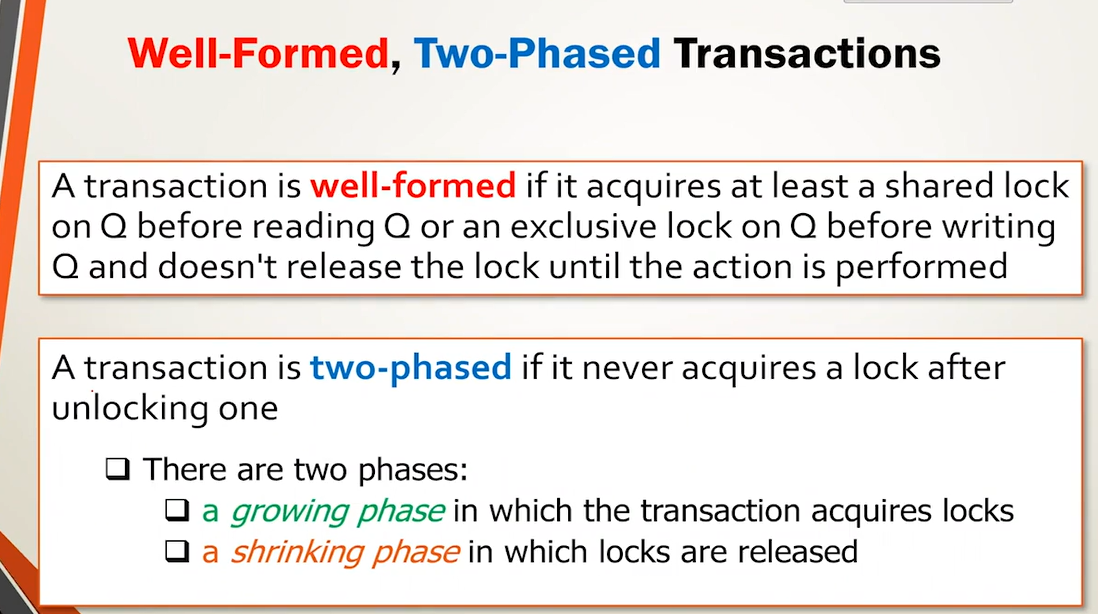 Well-Formed, Two-Phased Transactions
A transaction is well-formed if it acquires at least a shared lock
on Q before reading Q or an exclusive lock on Q before writing
Q and doesn't release the lock until the action is performed
A transaction is two-phased if it never acquires a lock after
unlocking one
❑ There are two phases:
❑ a growing phase in which the transaction acquires locks
❑ a shrinking phase in which locks are released